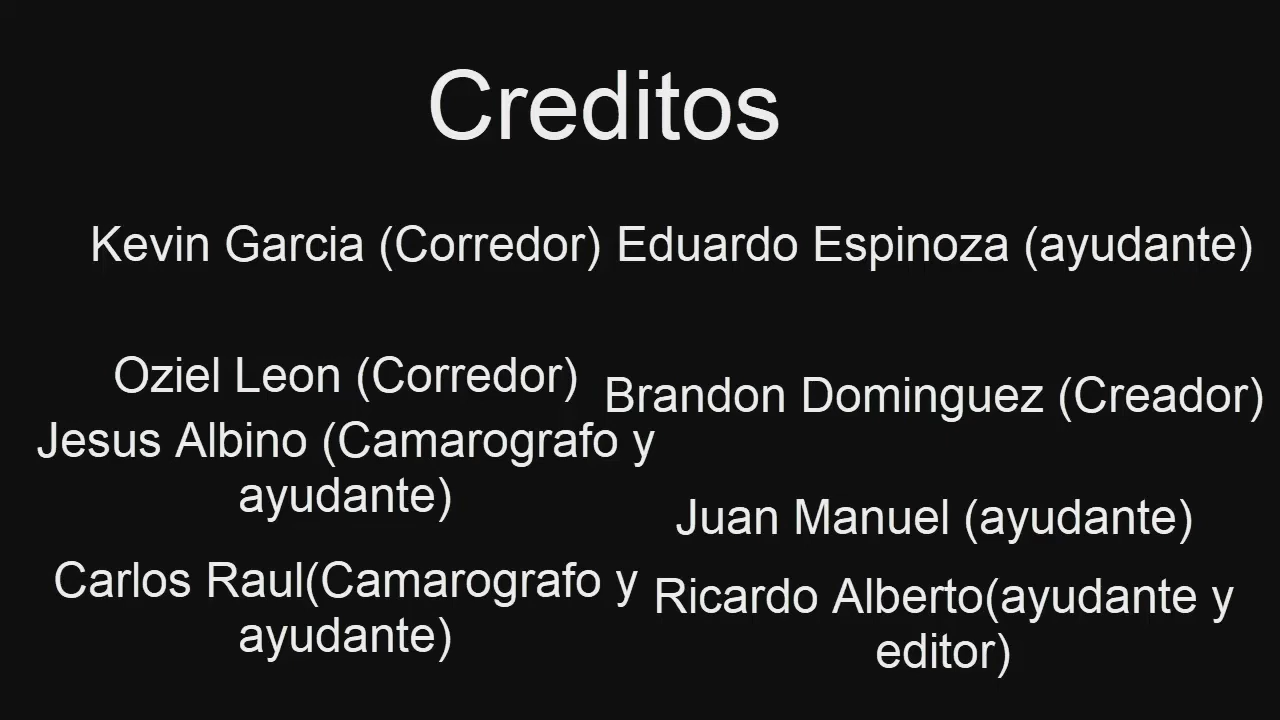 Creditos
Kevin Garcia (Corredor)
Eduardo Espinoza (ayudante)
Oziel Leon (Corredor)
Brandon Dominguez (Creador)
Jesus Albino (Camarografo y
ayudante)
Juan Manuel (ayudante)
Carlos Raul(Camarografo y
ayudante)
Ricardo Alberto(ayudante y
editor)